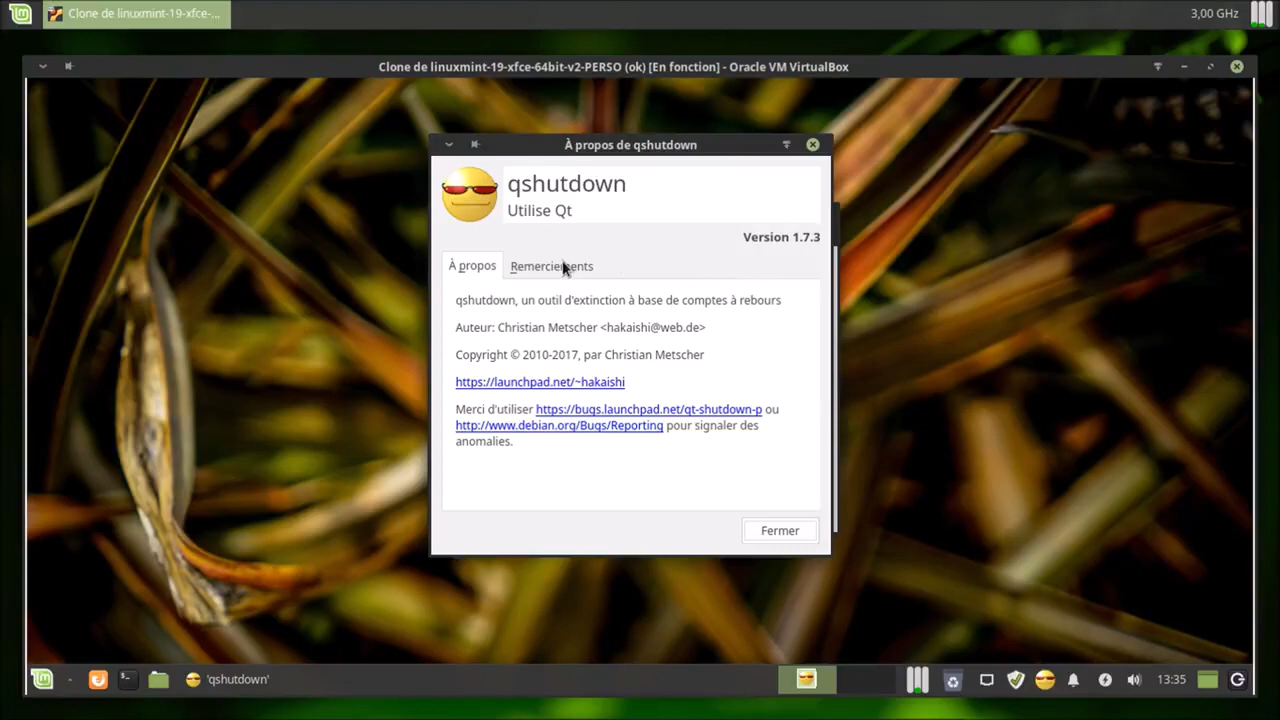 Clone de linuxmint-19-xfce-...
3,00 GHz
Clone de linuxmint-19-xfce-64bit-v2-PERSO (ok) [En fonction] - Oracle VM VirtualBox
À propos de qshutdown
qshutdown
Utilise Qt
Version 1.7.3
À propos
Remerciements
qshutdown, un outil d'extinction à base de comptes à rebours
Auteur: Christian Metscher <hakaishi@web.de>
Copyright © 2010-2017, par Christian Metscher
https://launchpad.net/~hakaishi
Merci d'utiliser https://bugs.launchpad.net/qt-shutdown-p ou
http://www.debian.org/Bugs/Reporting pour signaler des
anomalies.
Fermer
'qshutdown'
13:35